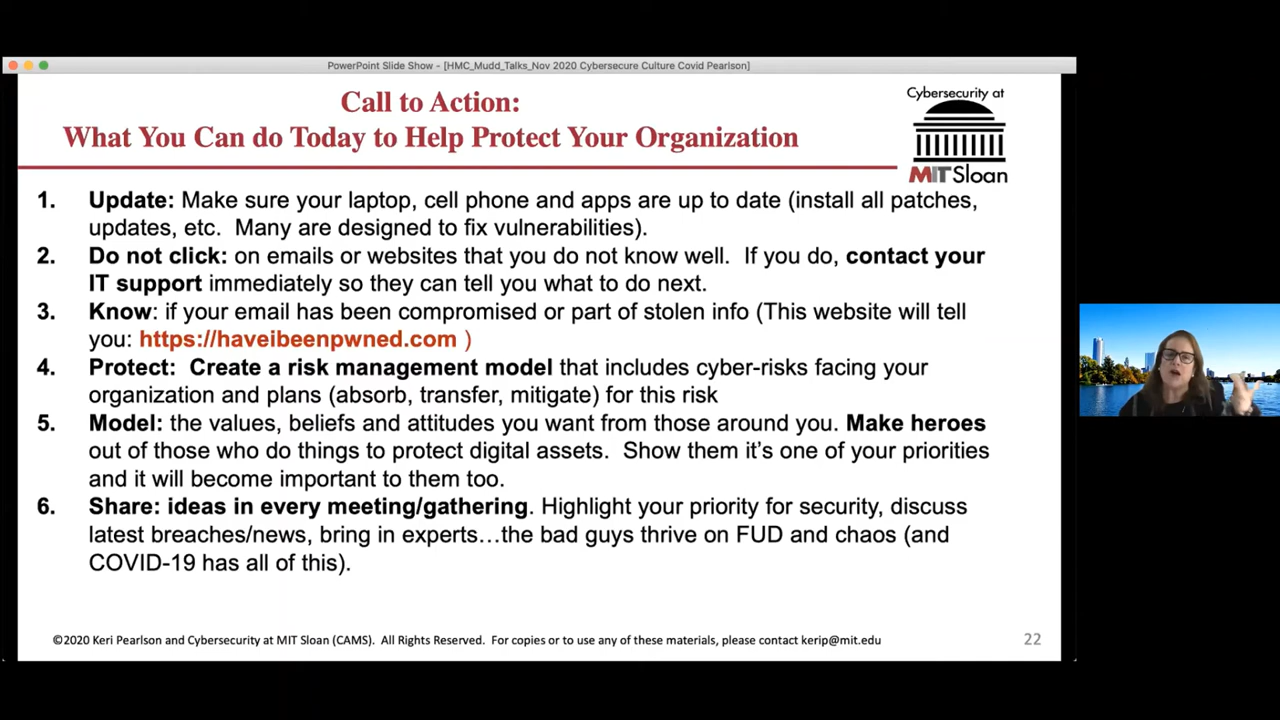 PowerPoint Slide Show - [HMC_Mudd_Talks_Nov 2020 Cybersecure Culture Covid Pearlson]
Call to Action:
What You Can do Today to Help Protect Your Organization
Cybersecurity at
MIT Sloan
1. Update: Make sure your laptop, cell phone and apps are up to date (install all patches,
updates, etc.  Many are designed to fix vulnerabilities).
2. Do not click: on emails or websites that you do not know well.  If you do, contact your
IT support immediately so they can tell you what to do next.
3. Know: if your email has been compromised or part of stolen info (This website will tell
you: https://haveibeenpwned.com )
4. Protect:  Create a risk management model that includes cyber-risks facing your
organization and plans (absorb, transfer, mitigate) for this risk
5. Model: the values, beliefs and attitudes you want from those around you. Make heroes
out of those who do things to protect digital assets.  Show them it's one of your priorities
and it will become important to them too.
6. Share: ideas in every meeting/gathering. Highlight your priority for security, discuss
latest breaches/news, bring in experts…the bad guys thrive on FUD and chaos (and
COVID-19 has all of this).
©2020 Keri Pearlson and Cybersecurity at MIT Sloan (CAMS).  All Rights Reserved.  For copies or to use any of these materials, please contact kerip@mit.edu
22